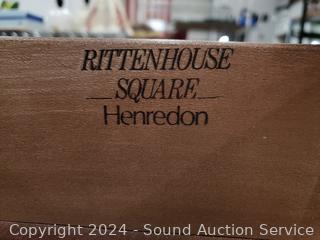 RITTENHOUSE
SQUARE
Henredon
Copyright 2024 - Sound Auction Service